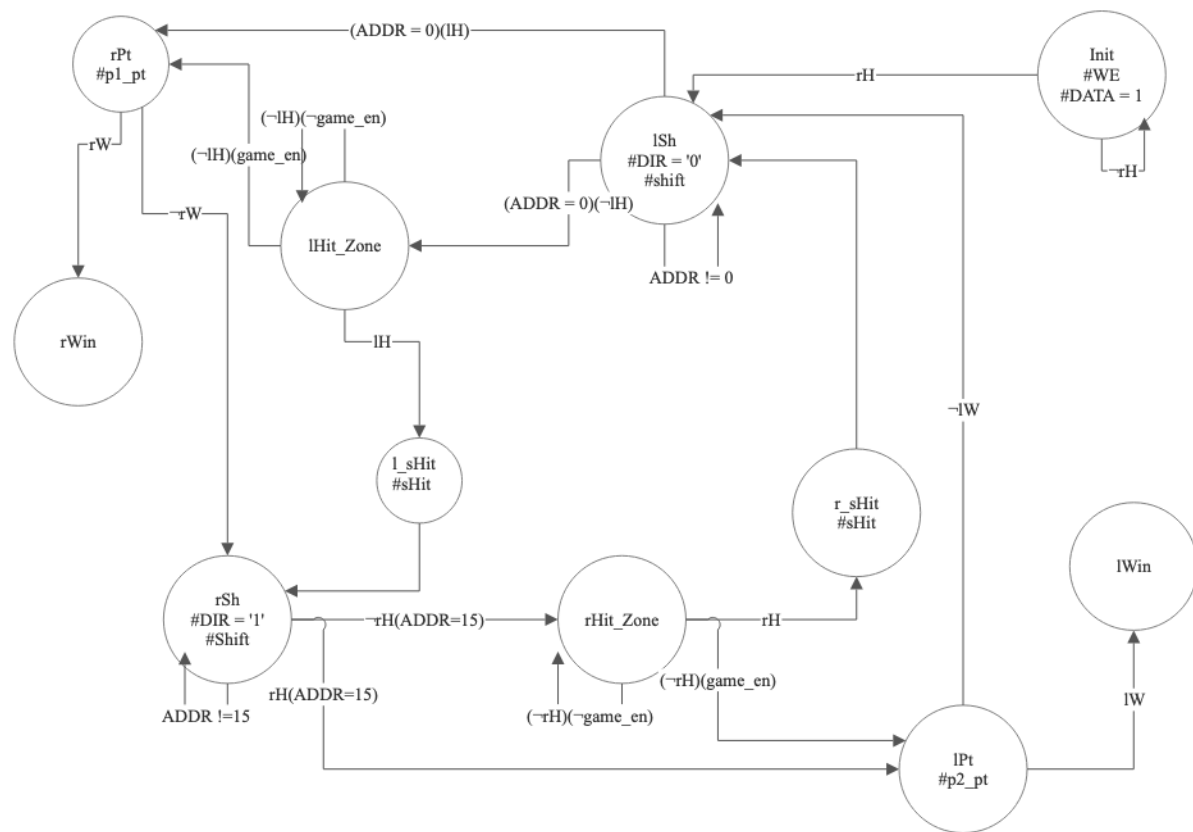 (ADDR = 0)(lH)
rPt
#p1_pt
Init
#WE
#DATA = 1
rH
(¬lH)(¬game_en)
lSh
#DIR = '0'
#shift
rW
(¬lH)(game_en)
¬rH
(ADDR = 0)(¬lH)
¬rW
lHit_Zone
ADDR != 0
rWin
lH
¬lW
l_sHit
#sHit
r_sHit
#sHit
lWin
rSh
#DIR = '1'
#Shift
¬rH(ADDR=15)
rHit_Zone
rH
(¬rH)(game_en)
rH(ADDR=15)
lW
ADDR !=15
(¬rH)(¬game_en)
lPt
#p2_pt